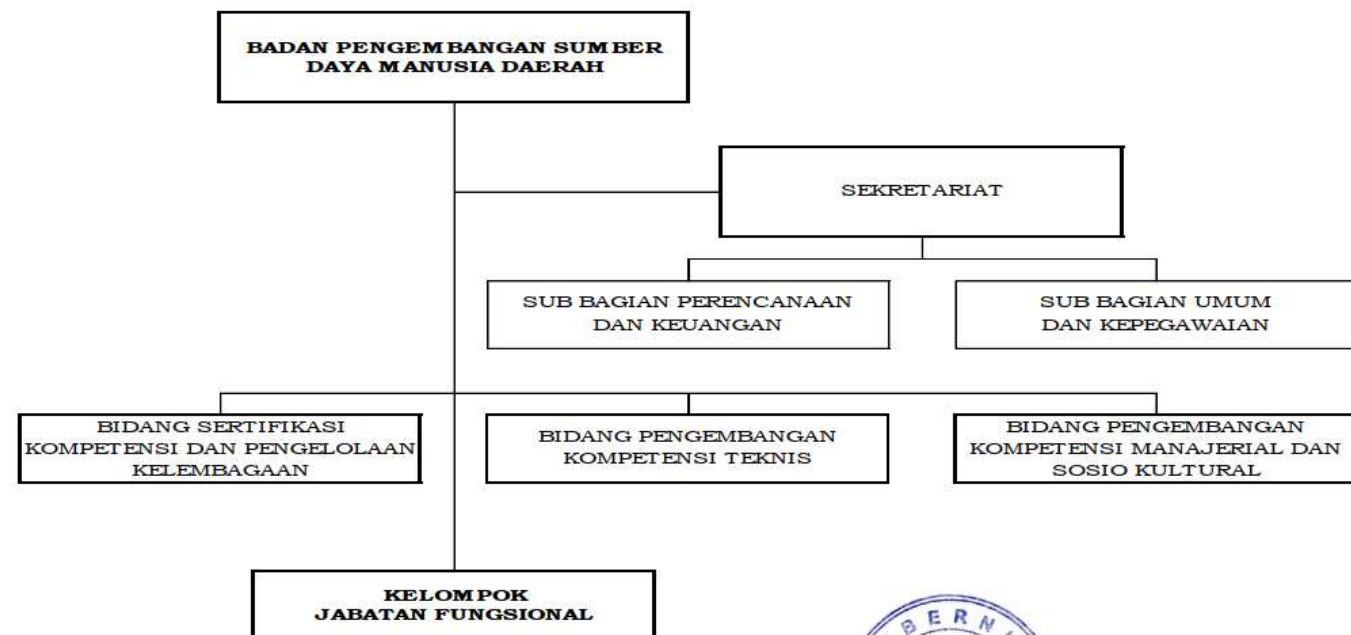 BADAN PENGEMBANGAN SUMBER
DAYA MANUSIA DAERAH
SEKRETARIAT
SUB BAGIAN PERENCANAAN
DAN KEUANGAN
SUB BAGIAN UMUM
DAN KEPEGAWAIAN
BIDANG SERTIFIKASI
KOMPETENSI DAN PENGELOLAAN
KELEMBAGAAN
BIDANG PENGEMBANGAN
KOMPETENSI TEKNIS
BIDANG PENGEMBANGAN
KOMPETENSI MANAJERIAL DAN
SOSIO KULTURAL
KELOMPOK
JABATAN FUNGSIONAL